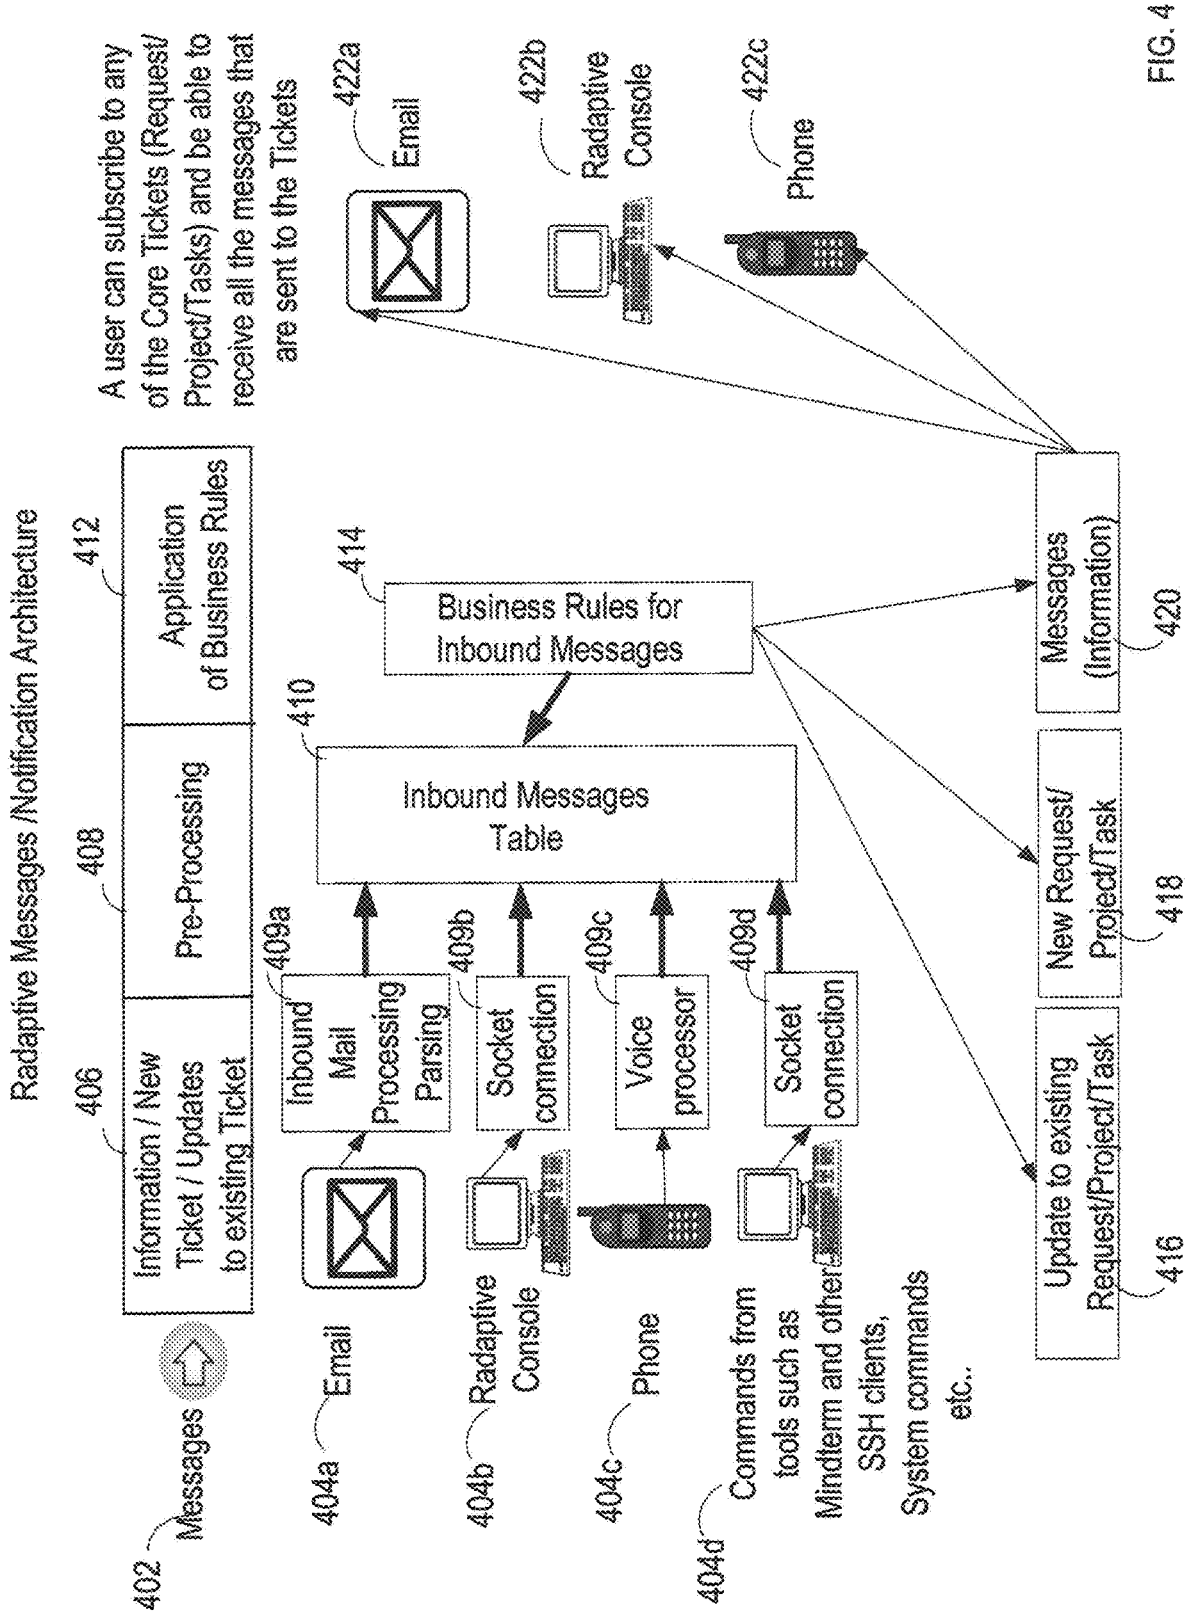 Radaptive Messages /Notification Architecture
402
Messages
406
Information / New
Ticket / Updates
to existing Ticket
408
Pre-Processing
412
Application
of Business Rules
A user can subscribe to any
of the Core Tickets (Request/
Project/Tasks) and be able to
receive all the messages that
are sent to the Tickets
404a
Email
409a
Inbound
Mail
Processing
Parsing
404b
Radaptive
Console
409b
Socket
connection
404c
Phone
409c
Voice
processor
404d
Commands from
tools such as
Mindterm and other
SSH clients,
System commands
etc..
409d
Socket
connection
410
Inbound Messages
Table
414
Business Rules for
Inbound Messages
422a
Email
422b
Radaptive
Console
422c
Phone
Update to existing
Request/Project/Task
416
New Request/
Project/Task
418
Messages
(Information)
420
FIG. 4